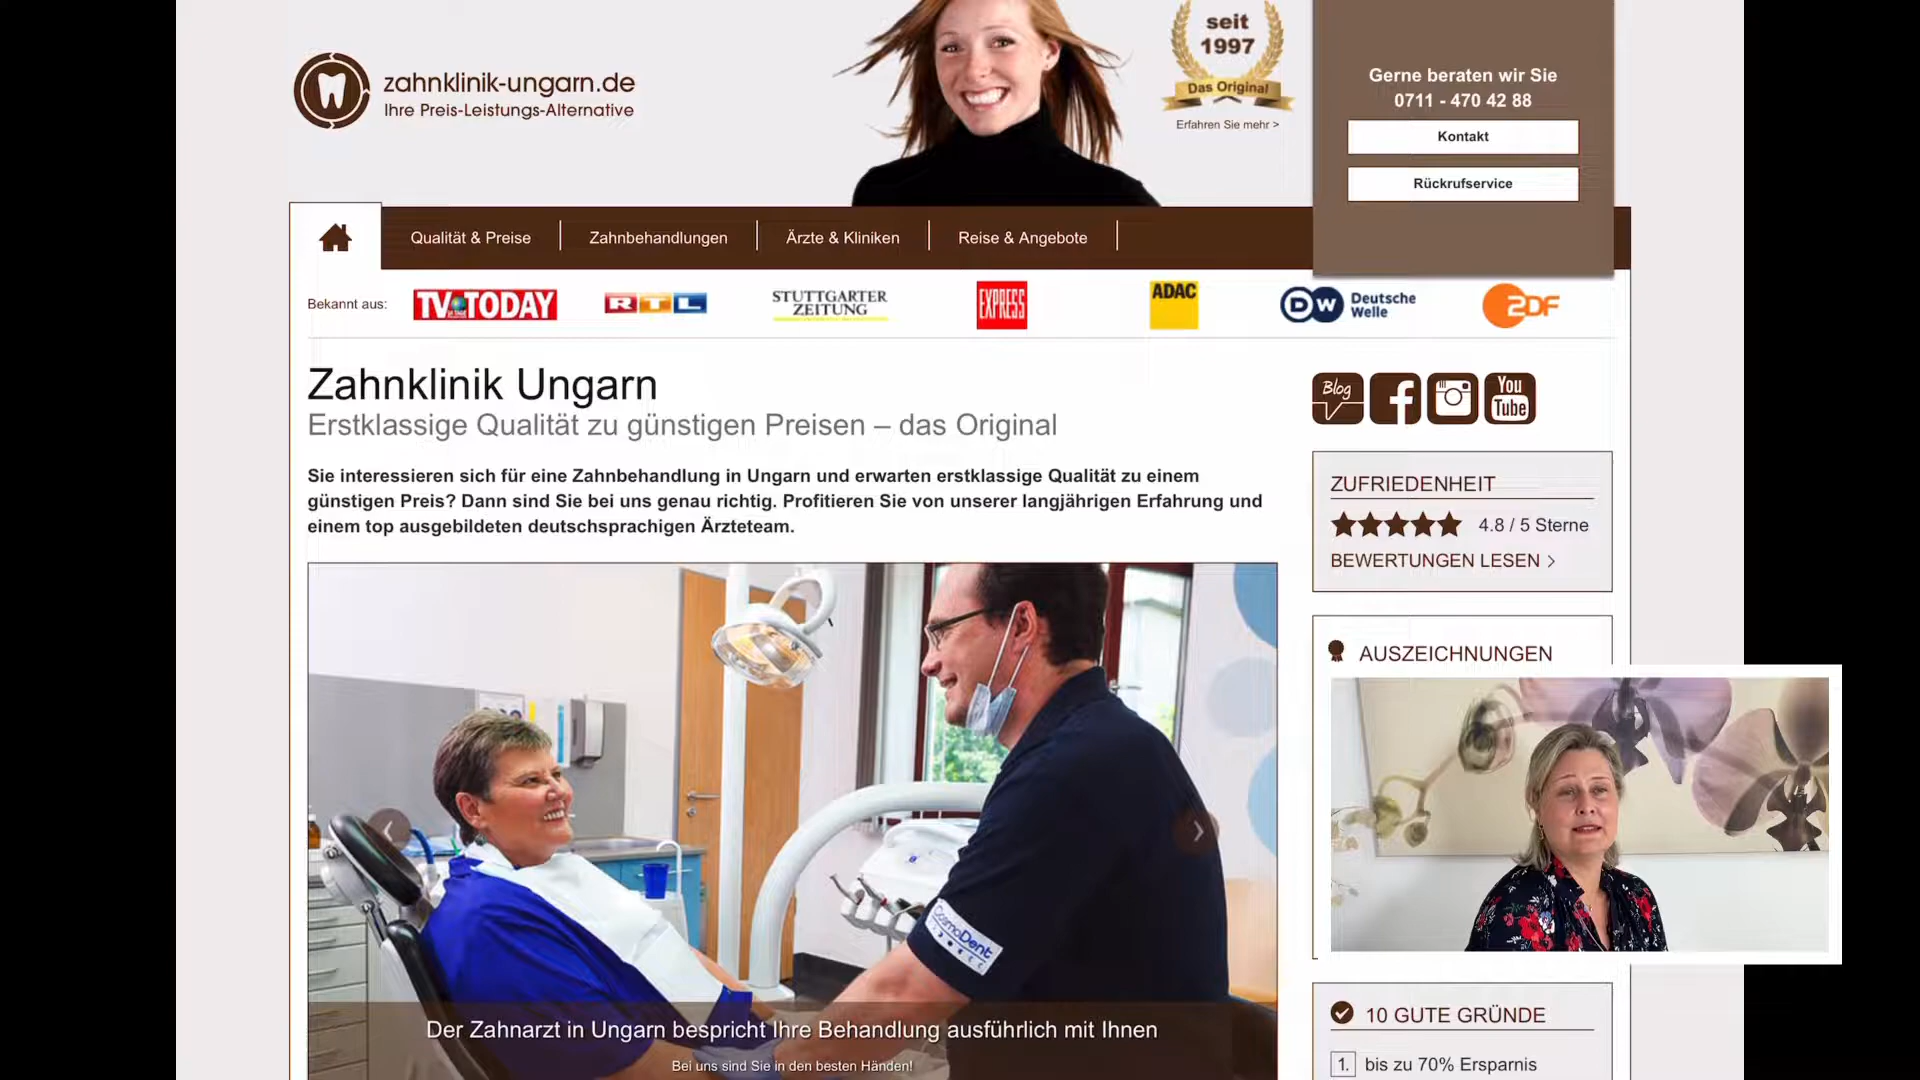 zahnklinik-ungarn.de
Ihre Preis-Leistungs-Alternative
seit
1997
Das Original
Erfahren Sie mehr >
Gerne beraten wir Sie
0711 - 470 42 88
Kontakt
Rückrufservice
Qualität & Preise
Zahnbehandlungen
Ärzte & Kliniken
Reise & Angebote
Bekannt aus:
TV TODAY
RTL
STUTTGARTER
ZEITUNG
EXPRESS
ADAC
DW Deutsche
Welle
2DF
Zahnklinik Ungarn
Erstklassige Qualität zu günstigen Preisen – das Original
Sie interessieren sich für eine Zahnbehandlung in Ungarn und erwarten erstklassige Qualität zu einem
günstigen Preis? Dann sind Sie bei uns genau richtig. Profitieren Sie von unserer langjährigen Erfahrung und
einem top ausgebildeten deutschsprachigen Ärzteteam.
Blog
You
Tube
ZUFRIEDENHEIT
4.8 / 5 Sterne
BEWERTUNGEN LESEN >
AUSZEICHNUNGEN
CosmoDent
Der Zahnarzt in Ungarn bespricht Ihre Behandlung ausführlich mit Ihnen
Bei uns sind Sie in den besten Händen!
10 GUTE GRÜNDE
1. bis zu 70% Ersparnis